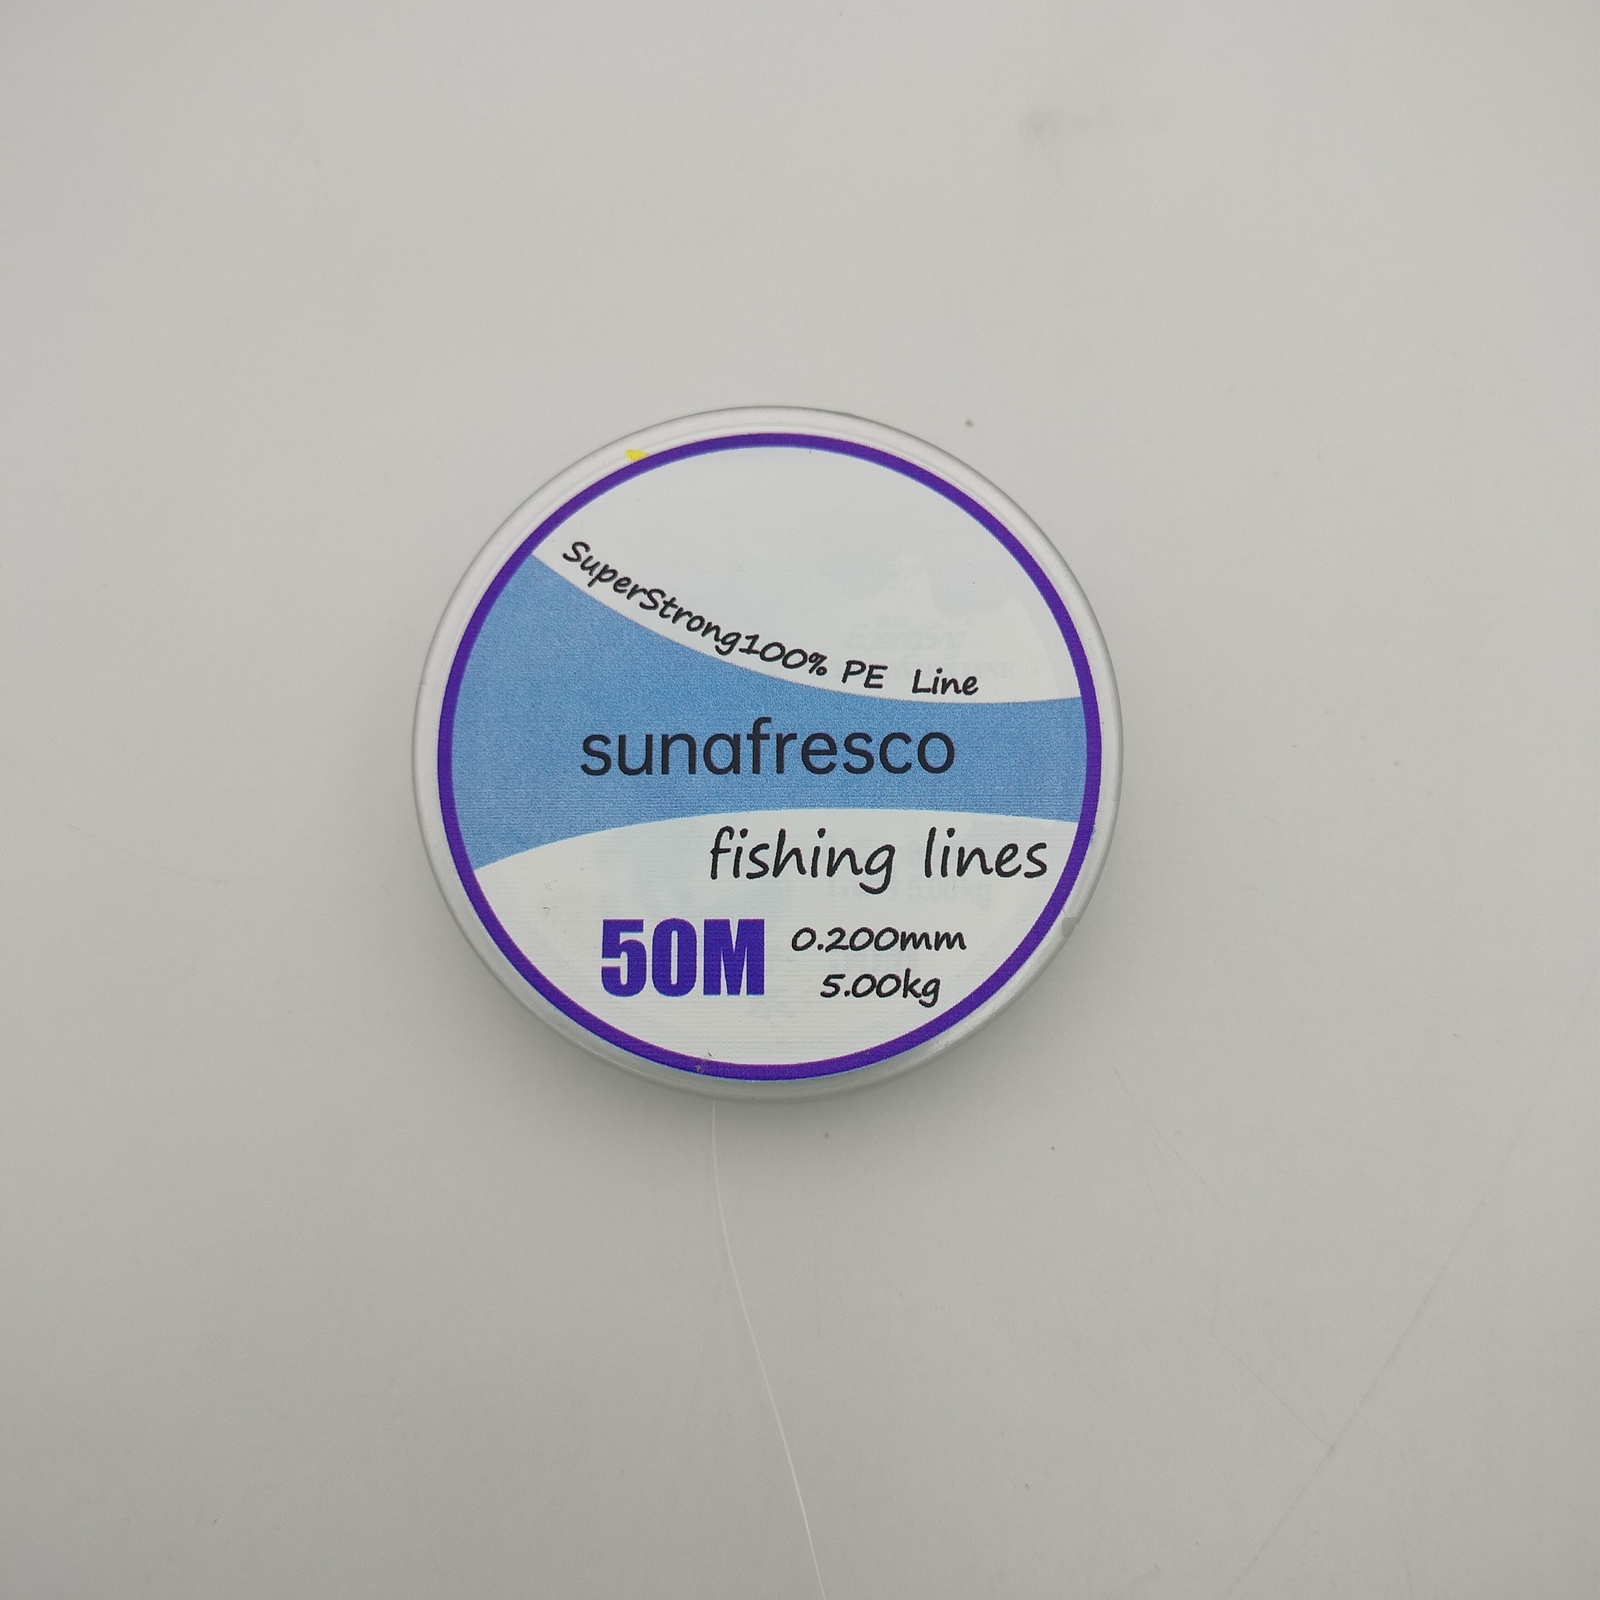 SuperStrong100% PE Line
sunafresco
fishing lines
50M
0.200mm
5.00kg